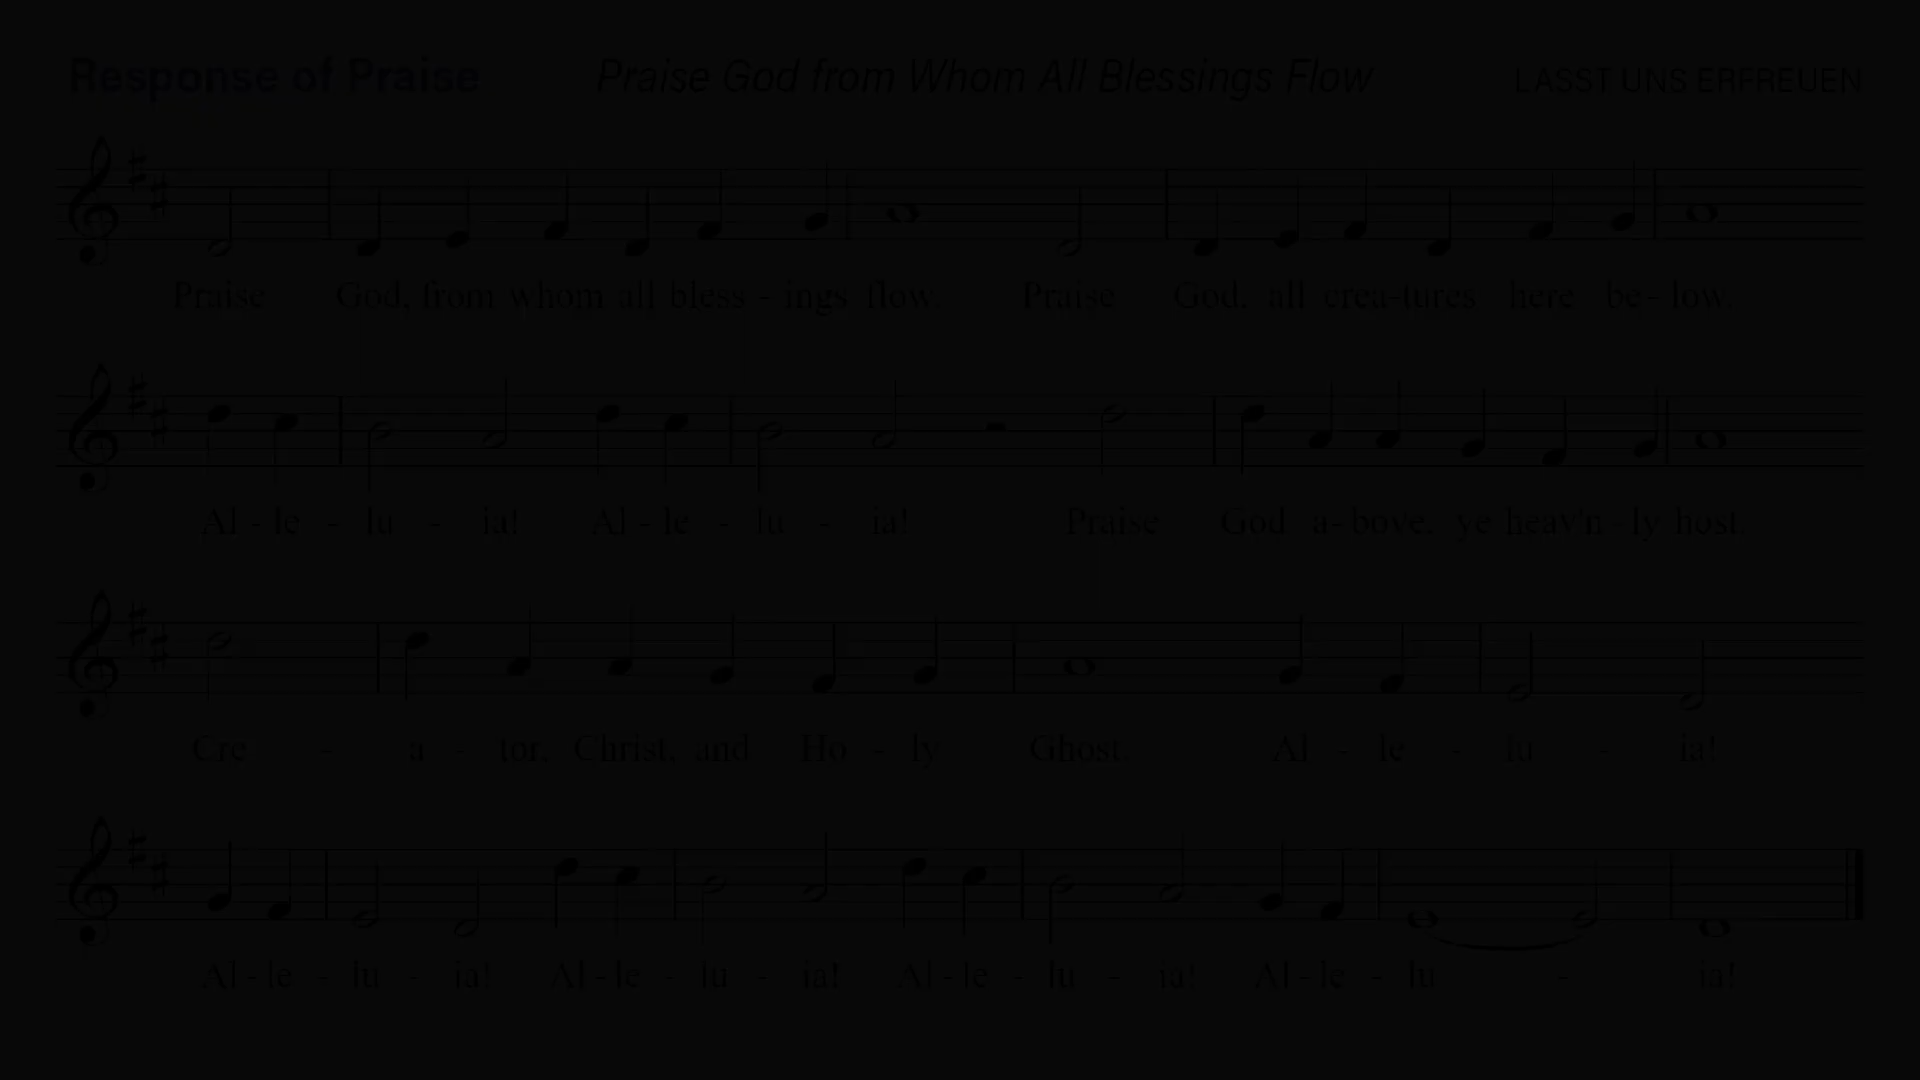 Response of Praise Praise God from Whom All Blessings Flow LASST UNS ERFREUEN
Praise God, from whom all bless - ings flow. Praise God, all crea-tures here be - low.
Al - le - lu - ia! Al - le - lu - ia! Praise God a - bove, ye heav'n - ly host.
Cre - a - tor, Christ, and Ho - ly Ghost. Al - le - lu - ia!
Al - le - lu - ia! Al - le - lu - ia! Al - le - lu - ia! Al - le - lu - ia!